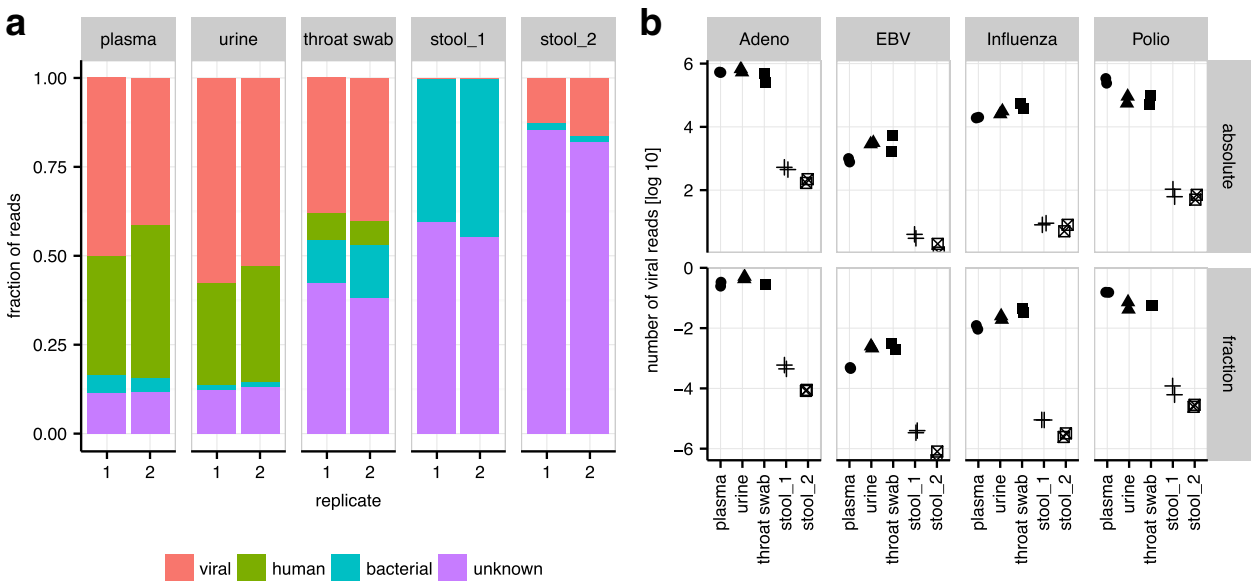 a
plasma urine throat swab stool_1 stool_2
fraction of reads
1.00
0.75
0.50
0.25
0.00
1 2 1 2 1 2 1 2 1 2
replicate
viral human bacterial unknown
b
Adeno EBV Influenza Polio
number of viral reads [log 10]
6
4
2
absolute
0
−2
−4
−6
fraction
plasma urine throat swab stool_1 stool_2 plasma urine throat swab stool_1 stool_2 plasma urine throat swab stool_1 stool_2 plasma urine throat swab stool_1 stool_2